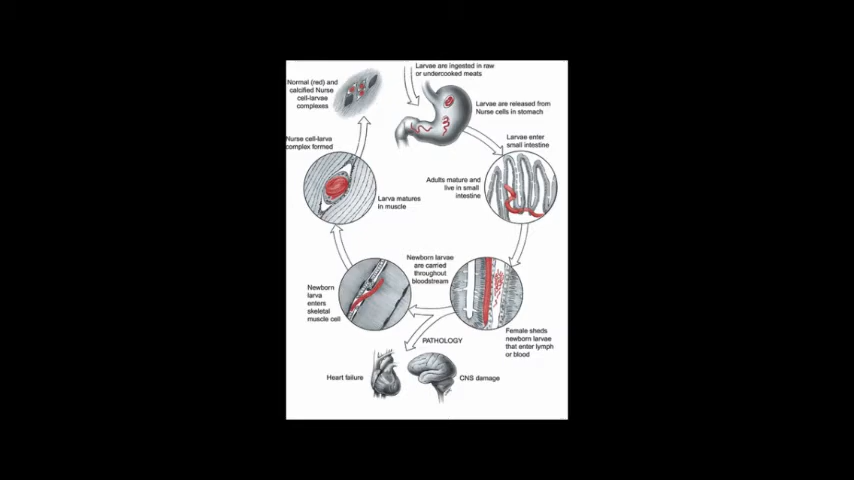 Larvae are ingested in raw
or undercooked meats
Normal (red) and
calcified Nurse
cell-larvae
complexes
Larvae are released from
Nurse cells in stomach
Larvae enter
small intestine
Nurse cell-larva
complex formed
Adults mature and
live in small
intestine
Larva matures
in muscle
Newborn larvae
are carried
throughout
bloodstream
Newborn
larva
enters
skeletal
muscle cell
Female sheds
newborn larvae
that enter lymph
or blood
PATHOLOGY
Heart failure
CNS damage